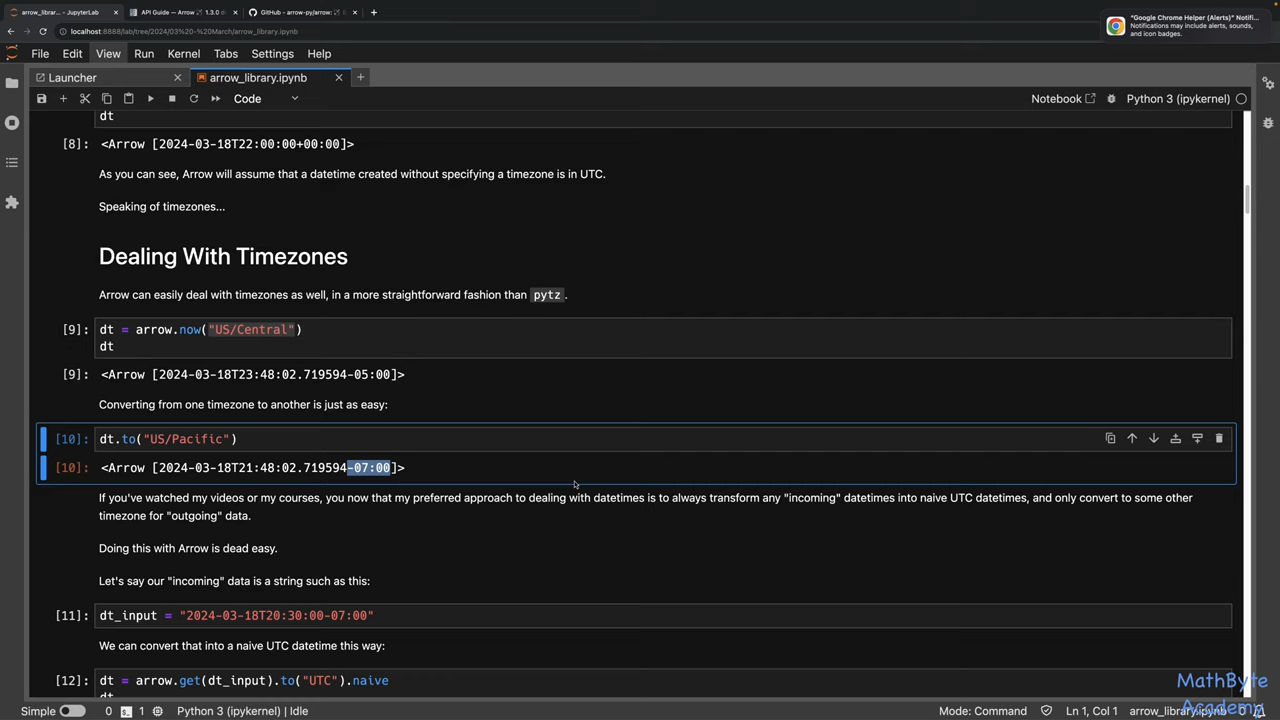 arrow_library... - JupyterLab
API Guide — Arrow 1.3.0 d
GitHub - arrow-py/arrow:
localhost:8888/lab/tree/2024/03%20-%20March/arrow_library.ipynb
"Google Chrome Helper (Alerts)" Notifi...
Notifications may include alerts, sounds,
and icon badges.
File Edit View Run Kernel Tabs Settings Help
Launcher
arrow_library.ipynb
Code
Notebook
Python 3 (ipykernel)
dt
[8]: <Arrow [2024-03-18T22:00:00+00:00]>
As you can see, Arrow will assume that a datetime created without specifying a timezone is in UTC.
Speaking of timezones...
Dealing With Timezones
Arrow can easily deal with timezones as well, in a more straightforward fashion than pytz.
[9]: dt = arrow.now("US/Central")
dt
[9]: <Arrow [2024-03-18T23:48:02.719594-05:00]>
Converting from one timezone to another is just as easy:
[10]: dt.to("US/Pacific")
[10]: <Arrow [2024-03-18T21:48:02.719594-07:00]>
If you've watched my videos or my courses, you now that my preferred approach to dealing with datetimes is to always transform any "incoming" datetimes into naive UTC datetimes, and only convert to some other
timezone for "outgoing" data.
Doing this with Arrow is dead easy.
Let's say our "incoming" data is a string such as this:
[11]: dt_input = "2024-03-18T20:30:00-07:00"
We can convert that into a naive UTC datetime this way:
[12]: dt = arrow.get(dt_input).to("UTC").naive
dt
MathByte
Academy
Simple 0 1 Python 3 (ipykernel) | Idle
Mode: Command Ln 1, Col 1 arrow_library.ipynb 0